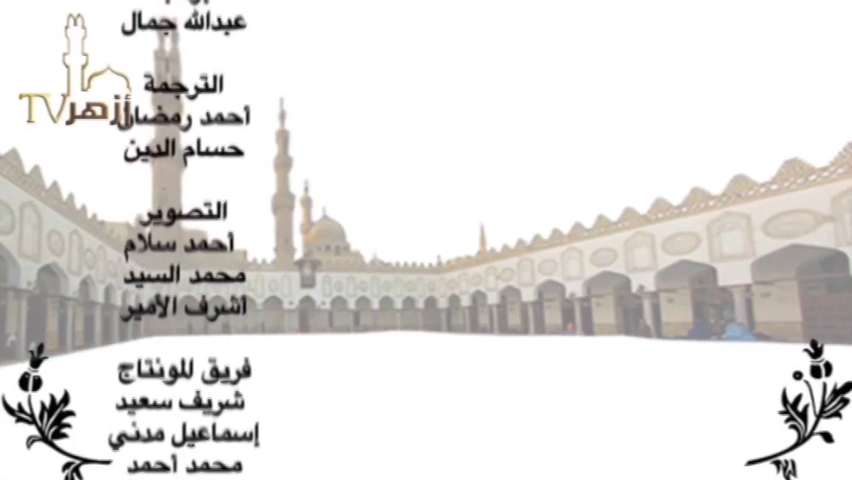 عبدالله جمال
أزهر TV
الترجمة
أحمد رمضان
حسام الدين
التصوير
أحمد سلام
محمد السيد
أشرف الأمير
فريق للونتاج
شريف سعيد
إسماعيل مدني
محمد أحمد